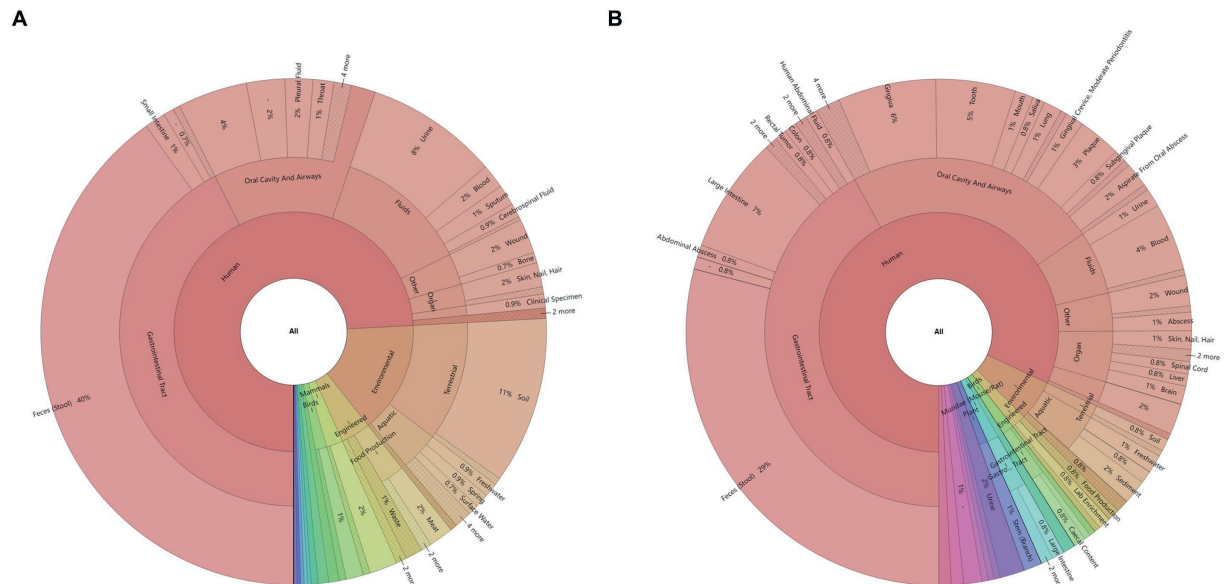 A
All
Human
Gastrointestinal Tract
Feces (Stool) 40%
Small Intestine 1%
-
0.7%
Oral Cavity And Airways
4%
2% -
2% Pleural Fluid
1% Throat
4 more
Fluids
8% Urine
2% Blood
1% Sputum
0.9% Cerebrospinal Fluid
Other
2% Wound
0.7% Bone
Organ
2% Skin, Nail, Hair
0.9% Clinical Specimen
2 more
Environmental
Terrestrial
11% Soil
Aquatic
0.9% Freshwater
0.9% Spring
0.7% Surface Water
4 more
Engineered
Food Production
2% Meat
2 more
1% Waste
2 more
Mammals
2%
Birds
1%
B
All
Human
Gastrointestinal Tract
Feces (Stool) 29%
- 0.8%
Abdominal Abscess 0.8%
Large Intestine 7%
2 more
Rectal Tumor 0.8%
Colon 0.8%
2 more
Human Abdominal Fluid 0.8%
4 more
Oral Cavity And Airways
Gingiva 6%
Tooth 5%
1% Mouth
0.8% Saliva
1% Lung
1% Gingival Crevice, Moderate Periodontitis
3% Plaque
0.8% Subgingival Plaque
2% Aspirate From Oral Abscess
Fluids
1% Urine
4% Blood
Other
2% Wound
1% Abscess
Organ
1% Skin, Nail, Hair
2 more
0.8% Spinal Cord
0.8% Liver
1% Brain
2%
Environmental
Terrestrial
0.8% Soil
Aquatic
1% Freshwater
0.8%
2% Sediment
Engineered
0.8% Food Production
0.8% Lab Enrichment
Birds
Gastrointestinal Tract
0.8% Caecal Content
Muridae (Mouse/Rat)
Gastro... Tract
0.8% Large Intestine
2 more
Plant
1% Stem (Branch)
2% Urine
1% -